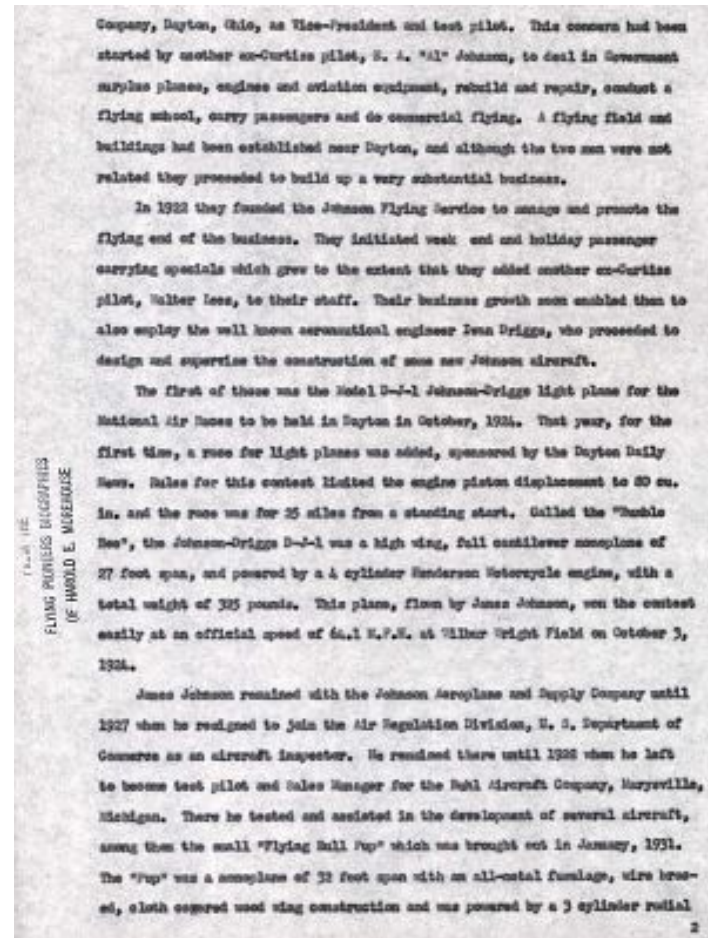 Company, Dayton, Ohio, as Vice-President and test pilot. This concern had been
started by another ex-Curtiss pilot, E. A. "Al" Johnson, to deal in Government
surplus planes, engines and aviation equipment, rebuild and repair, conduct a
flying school, carry passengers and do commercial flying. A flying field and
buildings had been established near Dayton, and although the two men were not
related they proceeded to build up a very substantial business.
In 1922 they founded the Johnson Flying Service to manage and promote the
flying end of the business. They initiated week end and holiday passenger
carrying specials which grew to the extent that they added another ex-Curtiss
pilot, Walter Lees, to their staff. Their business growth soon enabled them to
also employ the well known aeronautical engineer Ivan Driggs, who proceeded to
design and supervise the construction of some new Johnson aircraft.
The first of these was the Model D-J-1 Johnson-Driggs light plane for the
National Air Races to be held in Dayton in October, 1924. That year, for the
first time, a race for light planes was added, sponsored by the Dayton Daily
News. Rules for this contest limited the engine piston displacement to 80 cu.
in. and the race was for 25 miles from a standing start. Called the "Bumble
Bee", the Johnson-Driggs D-J-1 was a high wing, full cantilever monoplane of
27 foot span, and powered by a 4 cylinder Henderson Motorcycle engine, with a
total weight of 325 pounds. This plane, flown by James Johnson, won the contest
easily at an official speed of 64.1 M.P.H. at Wilbur Wright Field on October 3,
1924.
James Johnson remained with the Johnson Aeroplane and Supply Company until
1927 when he resigned to join the Air Regulation Division, U. S. Department of
Commerce as an aircraft inspector. He remained there until 1928 when he left
to become test pilot and Sales Manager for the Buhl Aircraft Company, Marysville,
Michigan. There he tested and assisted in the development of several aircraft,
among them the small "Flying Bull Pup" which was brought out in January, 1931.
The "Pup" was a monoplane of 32 foot span with an all-metal fuselage, wire brac-
ed, cloth covered wood wing construction and was powered by a 3 cylinder radial
2
FLYING PIONEERS BIOGRAPHIES
OF HAROLD E. MOREHOUSE